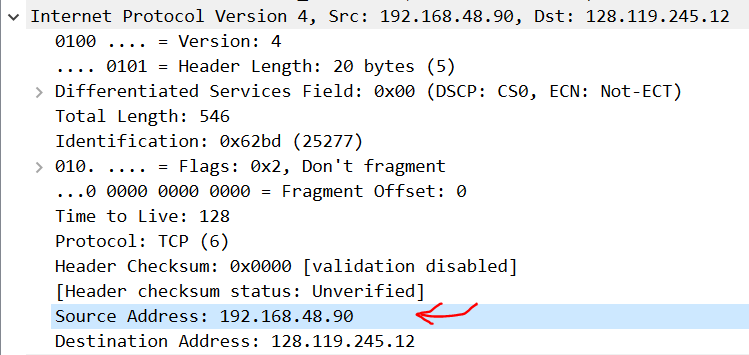 Internet Protocol Version 4, Src: 192.168.48.90, Dst: 128.119.245.12
0100 .... = Version: 4
.... 0101 = Header Length: 20 bytes (5)
Differentiated Services Field: 0x00 (DSCP: CS0, ECN: Not-ECT)
Total Length: 546
Identification: 0x62bd (25277)
010. .... = Flags: 0x2, Don't fragment
...0 0000 0000 0000 = Fragment Offset: 0
Time to Live: 128
Protocol: TCP (6)
Header Checksum: 0x0000 [validation disabled]
[Header checksum status: Unverified]
Source Address: 192.168.48.90
Destination Address: 128.119.245.12